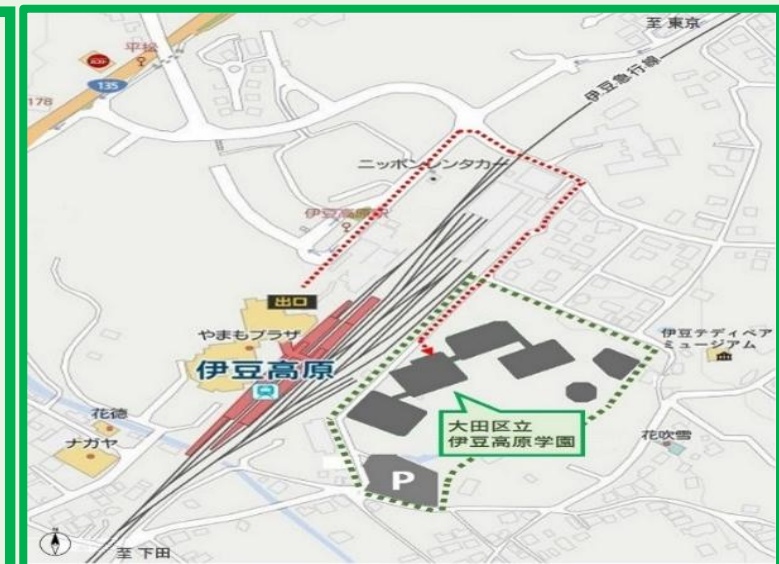 至 東京
平松
135
178
伊豆急行線
ニッポンレンタカー
伊豆高原駅
出口
やまもプラザ
伊豆高原
伊豆テディベア
ミュージアム
花徳
ナガヤ
大田区立
伊豆高原学園
花吹雪
P
至 下田